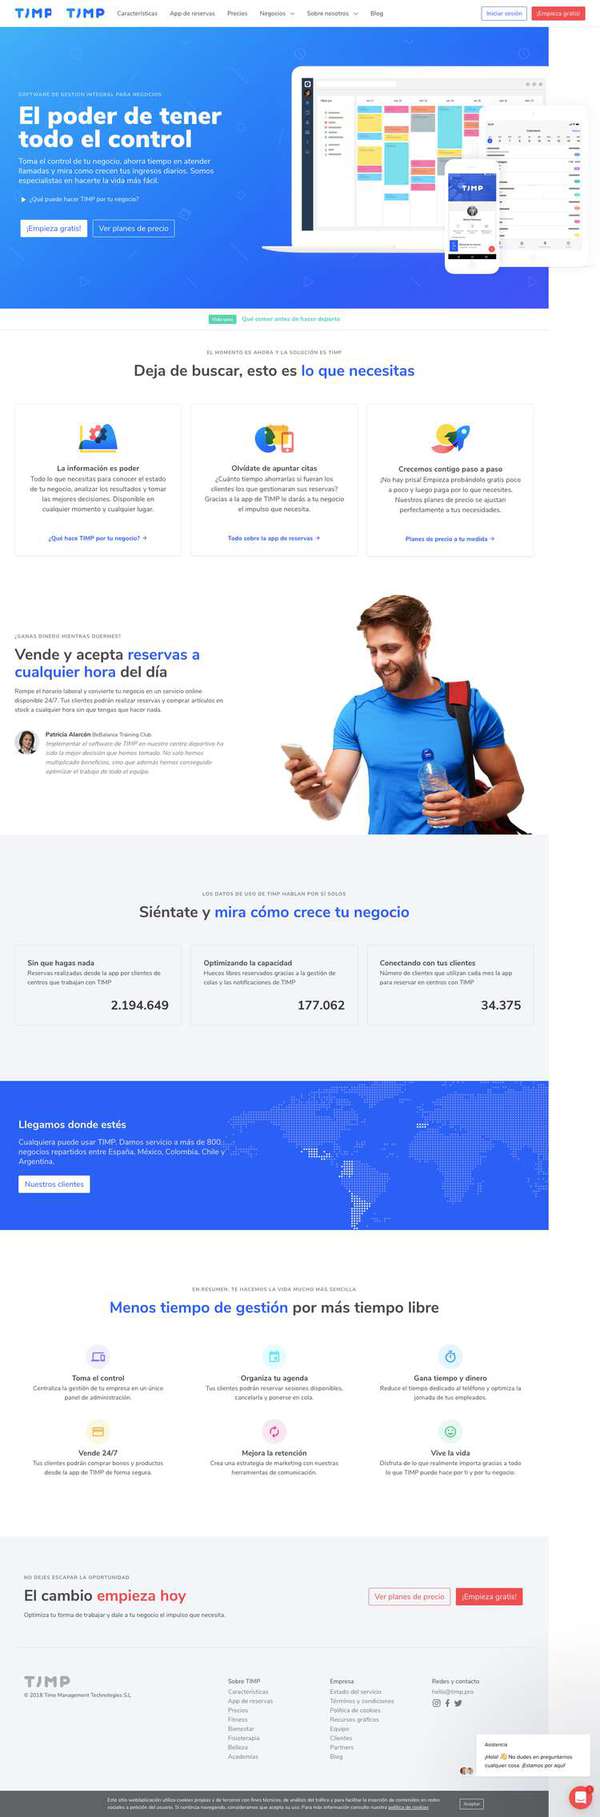 TIMP TIMP Características App de reservas Precios Negocios Sobre nosotros Blog Iniciar sesión ¡Empieza gratis!
SOFTWARE DE GESTIÓN INTEGRAL PARA NEGOCIOS
El poder de tener
todo el control
Toma el control de tu negocio, ahorra tiempo en atender
llamadas y mira cómo crecen tus ingresos diarios. Somos
especialistas en hacerte la vida más fácil.
¿Qué puede hacer TIMP por tu negocio?
¡Empieza gratis! Ver planes de precio
TIMP
Vida sana Qué comer antes de hacer deporte
EL MOMENTO ES AHORA Y LA SOLUCIÓN ES TIMP
Deja de buscar, esto es lo que necesitas
La información es poder
Todo lo que necesitas para conocer el estado
de tu negocio, analizar los resultados y tomar
las mejores decisiones. Disponible en
cualquier momento y cualquier lugar.
¿Qué hace TIMP por tu negocio? →
Olvídate de apuntar citas
¿Cuánto tiempo ahorrarías si fueran los
clientes los que gestionaran sus reservas?
Gracias a la app de TIMP le darás a tu negocio
el impulso que necesita.
Todo sobre la app de reservas →
Crecemos contigo paso a paso
¡No hay prisa! Empieza probándolo gratis poco
a poco y luego paga por lo que necesites.
Nuestros planes de precio se ajustan
perfectamente a tus necesidades.
Planes de precio a tu medida →
¿GANAS DINERO MIENTRAS DUERMES?
Vende y acepta reservas a
cualquier hora del día
Rompe el horario laboral y convierte tu negocio en un servicio online
disponible 24/7. Tus clientes podrán realizar reservas y comprar artículos en
stock a cualquier hora sin que tengas que hacer nada.
Patricia Alarcón BeBalance Training Club
Implementar el software de TIMP en nuestro centro deportivo ha
sido la mejor decisión que hemos tomado. No solo hemos
multiplicado beneficios, sino que además hemos conseguido
optimizar el trabajo de todo el equipo.
LOS DATOS DE USO DE TIMP HABLAN POR SÍ SOLOS
Siéntate y mira cómo crece tu negocio
Sin que hagas nada
Reservas realizadas desde la app por clientes de
centros que trabajan con TIMP
2.194.649
Optimizando la capacidad
Huecos libres reservados gracias a la gestión de
colas y las notificaciones de TIMP
177.062
Conectando con tus clientes
Número de clientes que utilizan cada mes la app
para reservar en centros con TIMP
34.375
Llegamos donde estés
Cualquiera puede usar TIMP. Damos servicio a más de 800
negocios repartidos entre España, México, Colombia, Chile y
Argentina.
Nuestros clientes
EN RESUMEN, TE HACEMOS LA VIDA MUCHO MÁS SENCILLA
Menos tiempo de gestión por más tiempo libre
Toma el control
Centraliza la gestión de tu empresa en un único
panel de administración.
Organiza tu agenda
Tus clientes podrán reservar sesiones disponibles,
cancelarla y ponerse en cola.
Gana tiempo y dinero
Reduce el tiempo dedicado al teléfono y optimiza la
jornada de tus empleados.
Vende 24/7
Tus clientes podrán comprar bonos y productos
desde la app de TIMP de forma segura.
Mejora la retención
Crea una estrategia de marketing con nuestras
herramientas de comunicación.
Vive la vida
Disfruta de lo que realmente importa gracias a todo
lo que TIMP puede hacer por ti y por tu negocio.
NO DEJES ESCAPAR LA OPORTUNIDAD
El cambio empieza hoy
Optimiza tu forma de trabajar y dale a tu negocio el impulso que necesita.
Ver planes de precio ¡Empieza gratis!
TIMP
© 2018 Time Management Technologies S.L
Sobre TIMP
Características
App de reservas
Precios
Fitness
Bienestar
Fisioterapia
Belleza
Academias
Empresa
Estado del servicio
Términos y condiciones
Política de cookies
Recursos gráficos
Equipo
Clientes
Partners
Blog
Redes y contacto
hello@timp.pro
Asistencia
¡Hola! 👋 No dudes en preguntarnos
cualquier cosa. ¡Estamos por aquí!
1
Este sitio web/aplicación utiliza cookies propias y de terceros con fines técnicos, de análisis del tráfico y para facilitar la inserción de contenidos en redes
sociales a petición del usuario. Si continúa navegando, consideramos que acepta su uso. Para más información consulte nuestra política de cookies
Aceptar